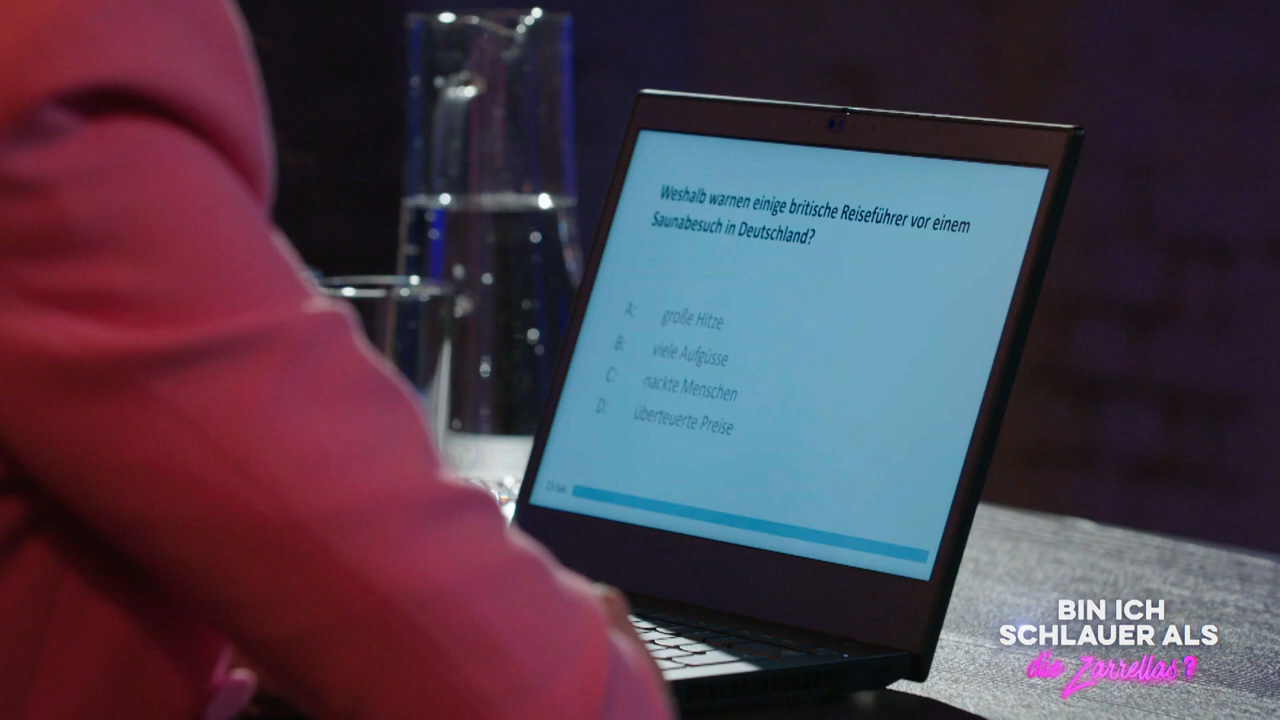 Weshalb warnen einige britische Reiseführer vor einem
Saunabesuch in Deutschland?
A: große Hitze
B: viele Aufgüsse
C: nackte Menschen
D: überteuerte Preise
BIN ICH
SCHLAUER ALS
die Zarrellas?